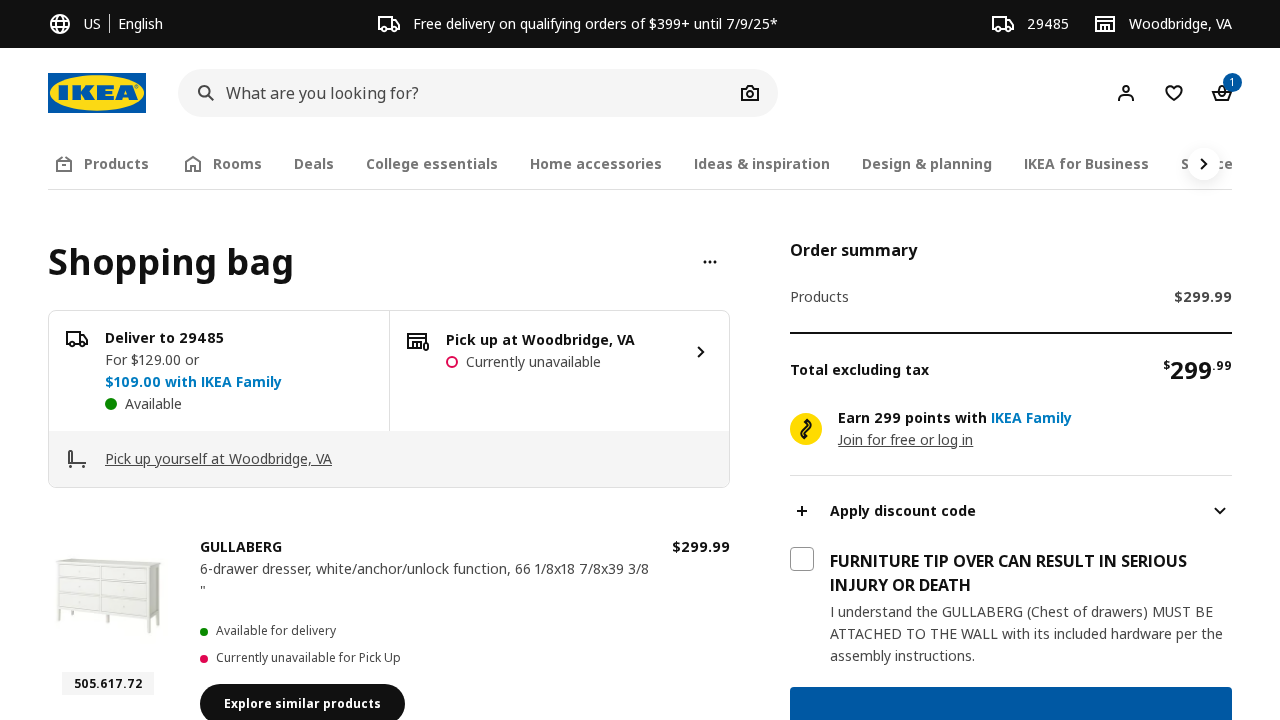 US | English
Free delivery on qualifying orders of $399+ until 7/9/25*
29485
Woodbridge, VA
IKEA
What are you looking for?
1
Products
Rooms
Deals
College essentials
Home accessories
Ideas & inspiration
Design & planning
IKEA for Business
Shopping bag
Deliver to 29485
For $129.00 or
$109.00 with IKEA Family
Available
Pick up at Woodbridge, VA
Currently unavailable
Pick up yourself at Woodbridge, VA
GULLABERG
$299.99
6-drawer dresser, white/anchor/unlock function, 66 1/8x18 7/8x39 3/8
"
Available for delivery
Currently unavailable for Pick Up
505.617.72
Explore similar products
Order summary
Products
$299.99
Total excluding tax
$299.99
Earn 299 points with IKEA Family
Join for free or log in
Apply discount code
FURNITURE TIP OVER CAN RESULT IN SERIOUS
INJURY OR DEATH
I understand the GULLABERG (Chest of drawers) MUST BE
ATTACHED TO THE WALL with its included hardware per the
assembly instructions.